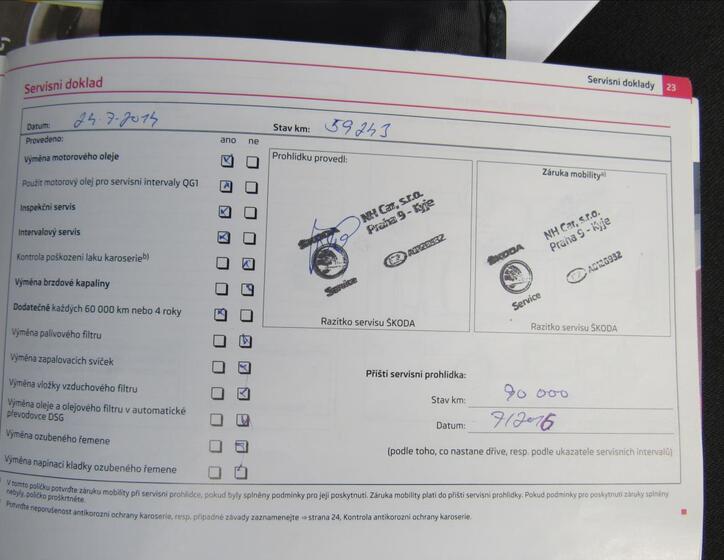 Servisní doklady 23
Servisní doklad
Datum: 24.7.2014 Stav km: 59243
Provedeno: ano ne
Výměna motorového oleje
Použit motorový olej pro servisní intervaly QG1
Inspekční servis
Intervalový servis
Kontrola poškození laku karoserieb)
Výměna brzdové kapaliny
Dodatečně každých 60 000 km nebo 4 roky
Výměna palivového filtru
Výměna zapalovacích svíček
Výměna vložky vzduchového filtru
Výměna oleje a olejového filtru v automatické
převodovce DSG
Výměna ozubeného řemene
Výměna napínací kladky ozubeného řemene
Prohlídku provedl:
NH Car, s.r.o.
Praha 9 - Kyje
ŠKODA
Service
Razítko servisu ŠKODA
Záruka mobilitya)
NH Car, s.r.o.
Praha 9 - Kyje
ŠKODA
Service
Razítko servisu ŠKODA
Příští servisní prohlídka:
Stav km: 90 000
Datum: 7/2016
(podle toho, co nastane dříve, resp. podle ukazatele servisních intervalů)
V tomto políčku potvrďte záruku mobility při servisní prohlídce, pokud byly splněny podmínky pro její poskytnutí. Záruka mobility platí do příští servisní prohlídky. Pokud podmínky pro poskytnutí záruky splněny
nebyly, políčko proškrtněte.
Potvrďte neporušenost antikorozní ochrany karoserie, resp. případné závady zaznamenejte ⇒ strana 24, Kontrola antikorozní ochrany karoserie.